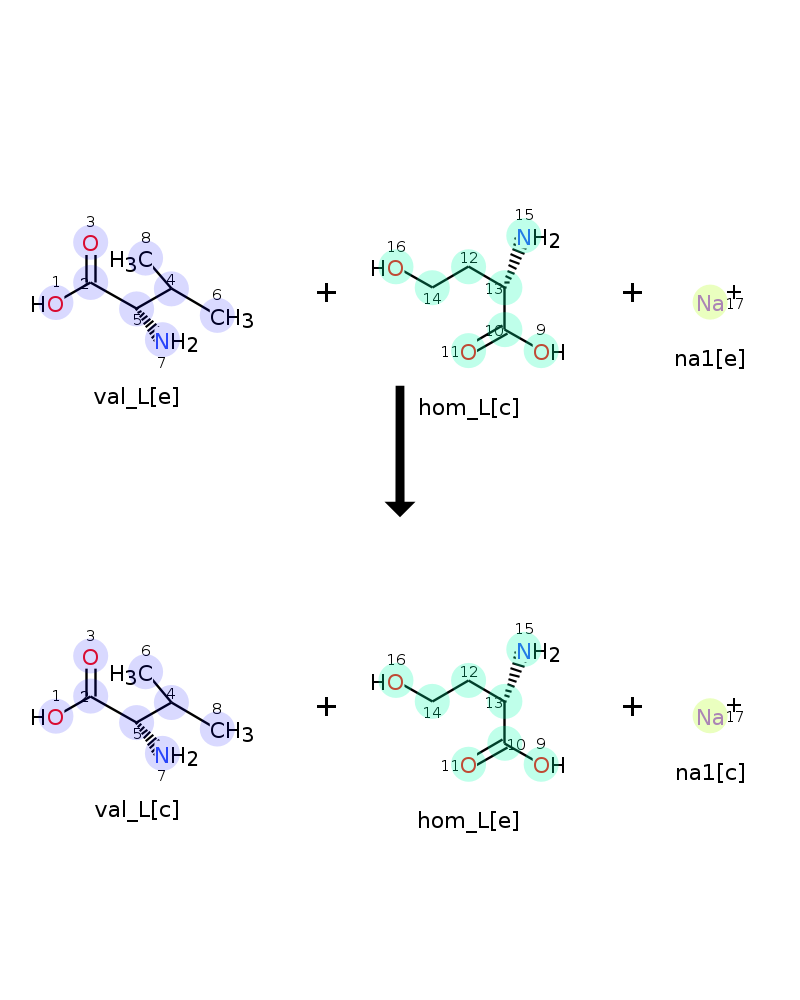 3
1
HO
O
2
8
H3C
4
5
6
CH3
NH2
7
val_L[e]
+
16
HO
12
14
15
NH2
13
10
11
O
9
OH
hom_L[c]
+
Na+
17
na1[e]
3
1
HO
O
2
6
H3C
4
5
8
CH3
NH2
7
val_L[c]
+
16
HO
12
14
15
NH2
13
10
11
O
9
OH
hom_L[e]
+
Na+
17
na1[c]